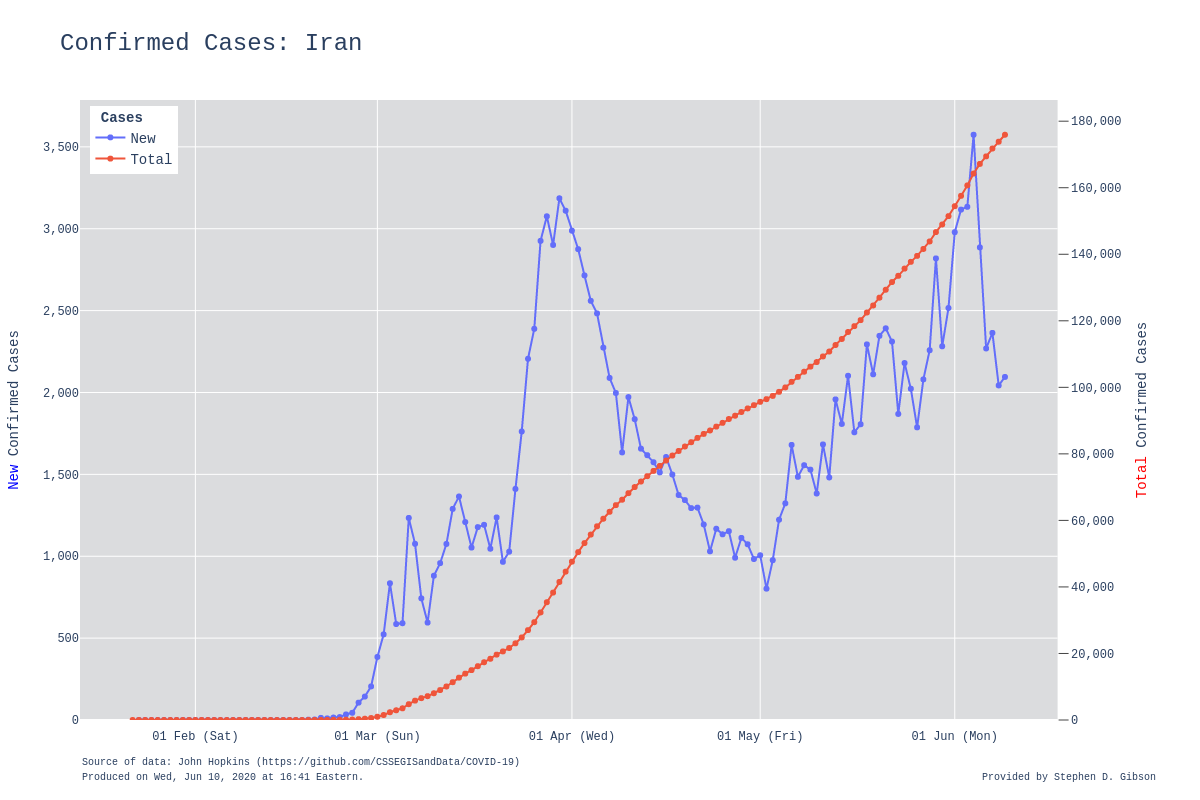 Confirmed Cases: Iran
Cases
New
Total
3,500
3,000
2,500
2,000
1,500
1,000
500
0
New Confirmed Cases
180,000
160,000
140,000
120,000
100,000
80,000
60,000
40,000
20,000
0
Total Confirmed Cases
01 Feb (Sat)
01 Mar (Sun)
01 Apr (Wed)
01 May (Fri)
01 Jun (Mon)
Source of data: John Hopkins (https://github.com/CSSEGISandData/COVID-19)
Produced on Wed, Jun 10, 2020 at 16:41 Eastern.
Provided by Stephen D. Gibson